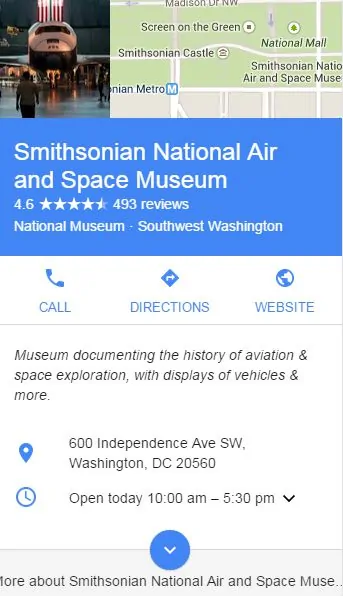 Madison Dr NW
Screen on the Green
National Mall
Smithsonian Castle
Smithsonian Natio
Air and Space Muse
nian Metro M
Smithsonian National Air
and Space Museum
4.6 ★★★★★ 493 reviews
National Museum · Southwest Washington
CALL
DIRECTIONS
WEBSITE
Museum documenting the history of aviation &
space exploration, with displays of vehicles &
more.
600 Independence Ave SW,
Washington, DC 20560
Open today 10:00 am – 5:30 pm
More about Smithsonian National Air and Space Muse..